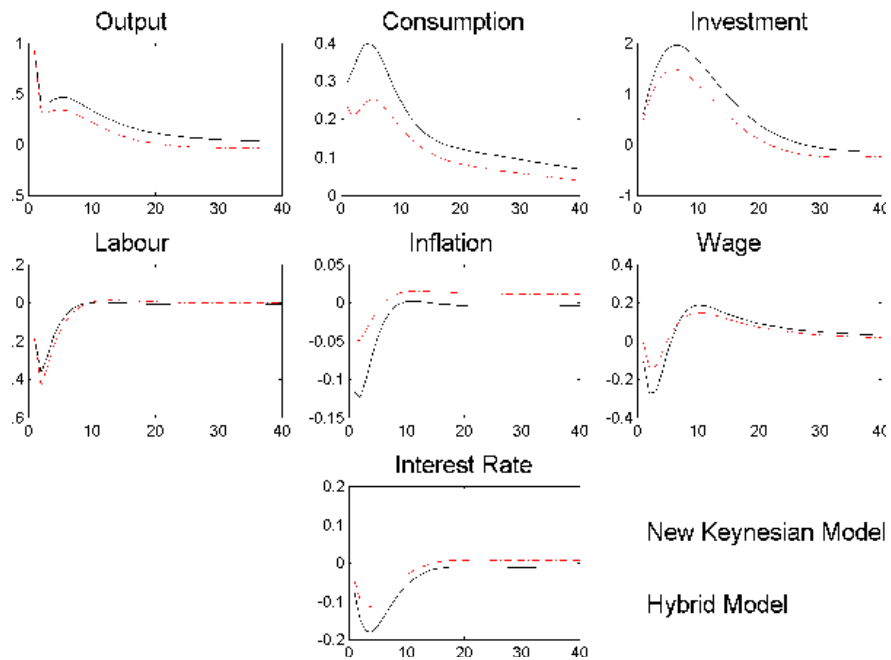 Output Consumption Investment
1 0.4 2
.5 0.3 1
0 0.2 0
0.1
.5 0 -1
0 10 20 30 40 0 10 20 30 40 0 10 20 30 40
Labour Inflation Wage
.2 0.05 0.4
0 0 0.2
.2 -0.05 0
.4 -0.1 -0.2
.6 -0.15 -0.4
0 10 20 30 40 0 10 20 30 40 0 10 20 30 40
Interest Rate
0.2
0.1
New Keynesian Model
0
-0.1
Hybrid Model
-0.2
0 10 20 30 40